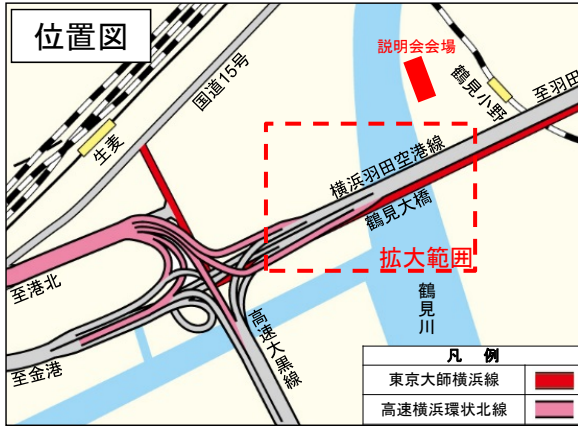 位置図
説明会会場
国道15号
鶴見小野
至羽田
生麦
横浜羽田空港線
鶴見大橋
拡大範囲
至港北
鶴見川
高速大黒線
至金港
凡 例
東京大師横浜線
高速横浜環状北線